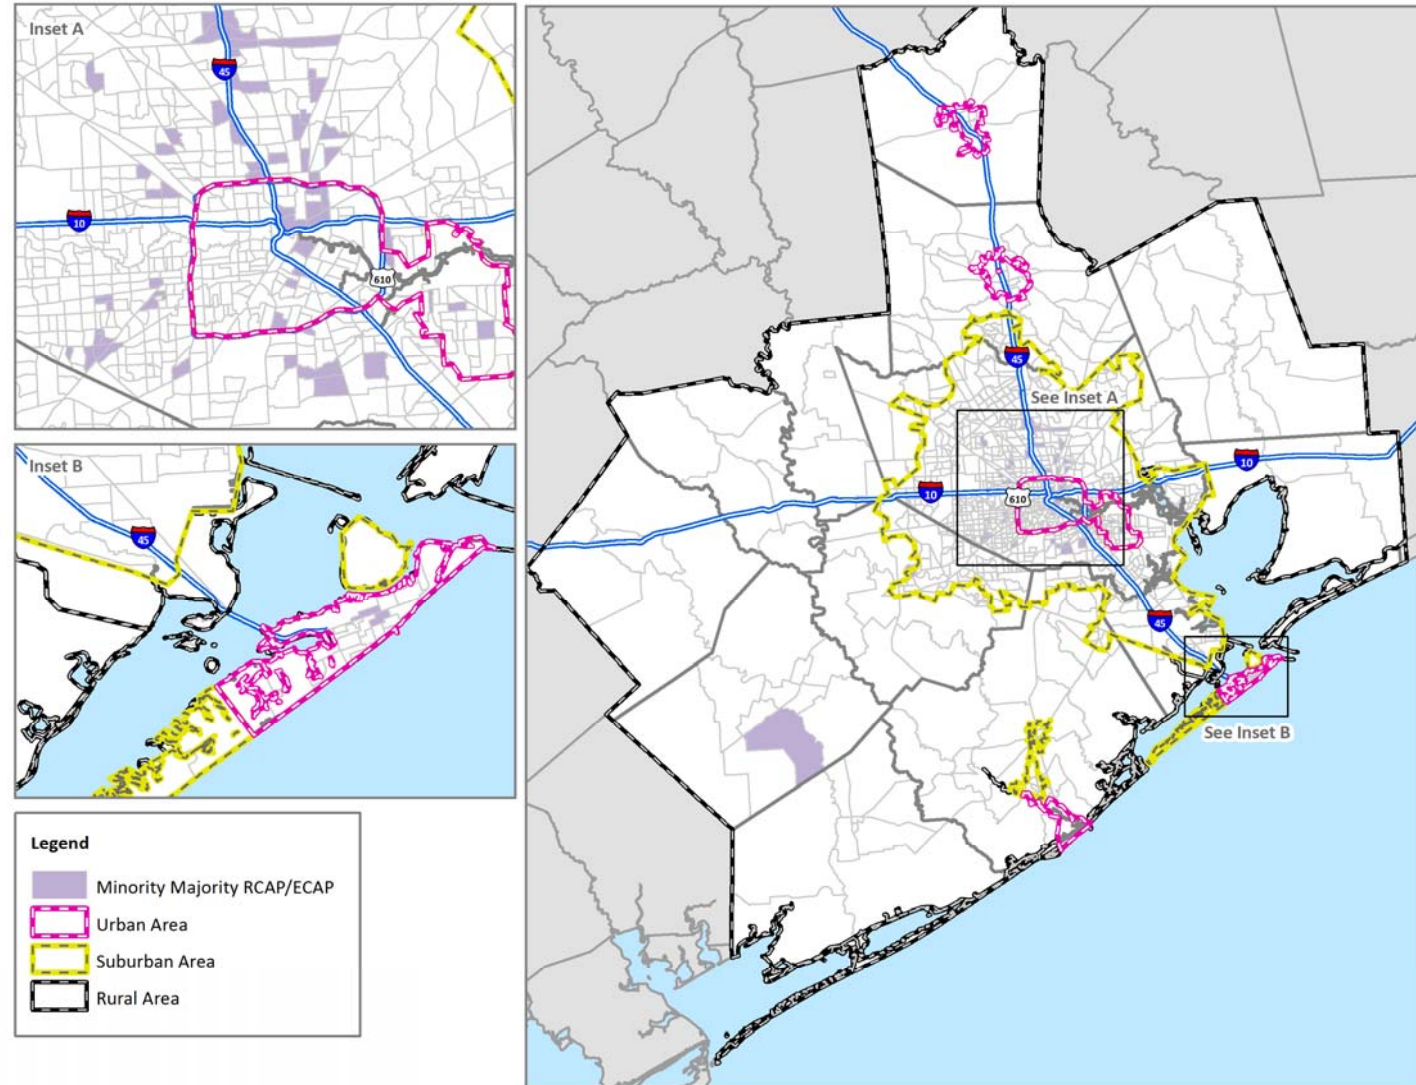 Inset A
45
10
610
Inset B
45
Legend
Minority Majority RCAP/ECAP
Urban Area
Suburban Area
Rural Area
45
See Inset A
10
10
610
45
See Inset B